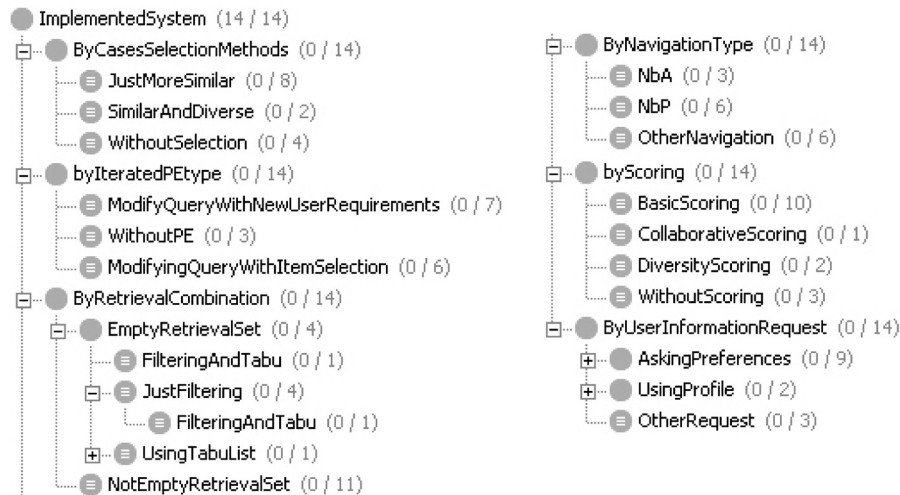 ImplementedSystem (14 / 14)
ByCasesSelectionMethods (0 / 14)
JustMoreSimilar (0 / 8)
SimilarAndDiverse (0 / 2)
WithoutSelection (0 / 4)
byIteratedPEtype (0 / 14)
ModifyQueryWithNewUserRequirements (0 / 7)
WithoutPE (0 / 3)
ModifyingQueryWithItemSelection (0 / 6)
ByRetrievalCombination (0 / 14)
EmptyRetrievalSet (0 / 4)
FilteringAndTabu (0 / 1)
JustFiltering (0 / 4)
FilteringAndTabu (0 / 1)
UsingTabuList (0 / 1)
NotEmptyRetrievalSet (0 / 11)
ByNavigationType (0 / 14)
NbA (0 / 3)
NbP (0 / 6)
OtherNavigation (0 / 6)
byScoring (0 / 14)
BasicScoring (0 / 10)
CollaborativeScoring (0 / 1)
DiversityScoring (0 / 2)
WithoutScoring (0 / 3)
ByUserInformationRequest (0 / 14)
AskingPreferences (0 / 9)
UsingProfile (0 / 2)
OtherRequest (0 / 3)